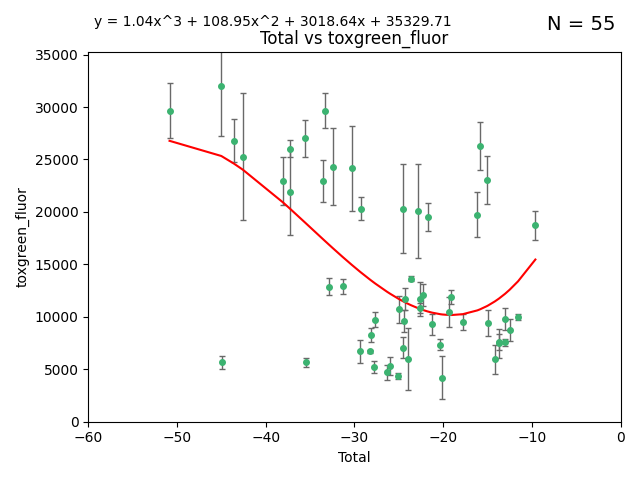 y = 1.04x^3 + 108.95x^2 + 3018.64x + 35329.71
N = 55
Total vs toxgreen_fluor
35000
30000
25000
20000
15000
10000
5000
0
toxgreen_fluor
−60 −50 −40 −30 −20 −10 0
Total